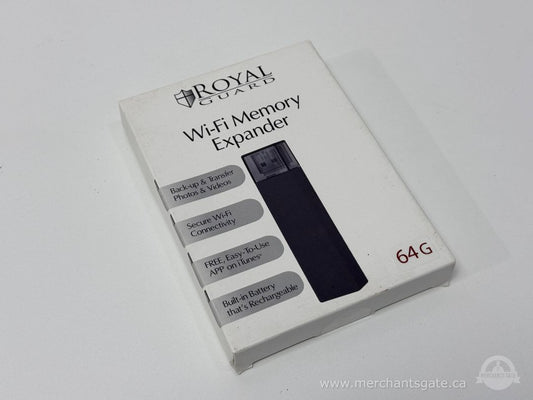 ROYAL
GUARD
Wi-Fi Memory
Expander
Back-up & Transfer
Photos & Videos
Secure Wi-Fi
Connectivity
FREE, Easy-To-Use
APP on iTunes®
Built-in Battery
that's Rechargeable
64G
www.merchantsgate.ca